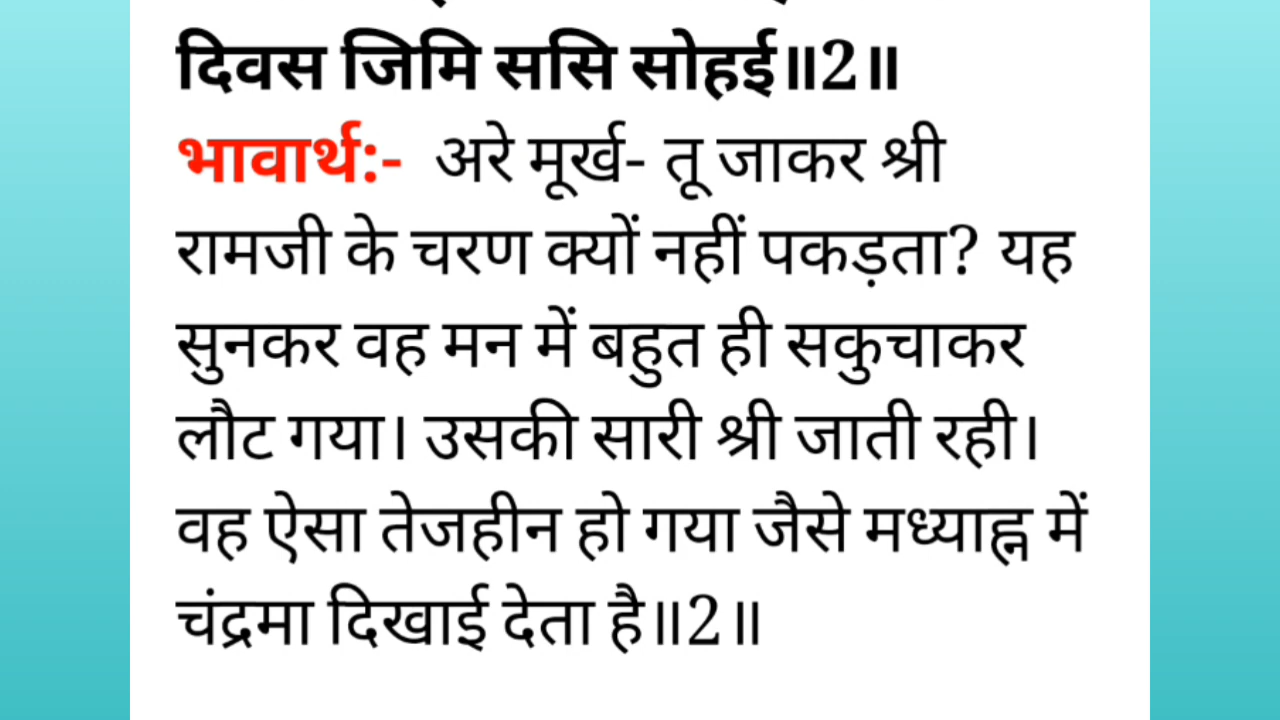 दिवस जिमि ससि सोहई॥2॥
भावार्थ:- अरे मूर्ख- तू जाकर श्री
रामजी के चरण क्यों नहीं पकड़ता? यह
सुनकर वह मन में बहुत ही सकुचाकर
लौट गया। उसकी सारी श्री जाती रही।
वह ऐसा तेजहीन हो गया जैसे मध्याह्न में
चंद्रमा दिखाई देता है॥2॥